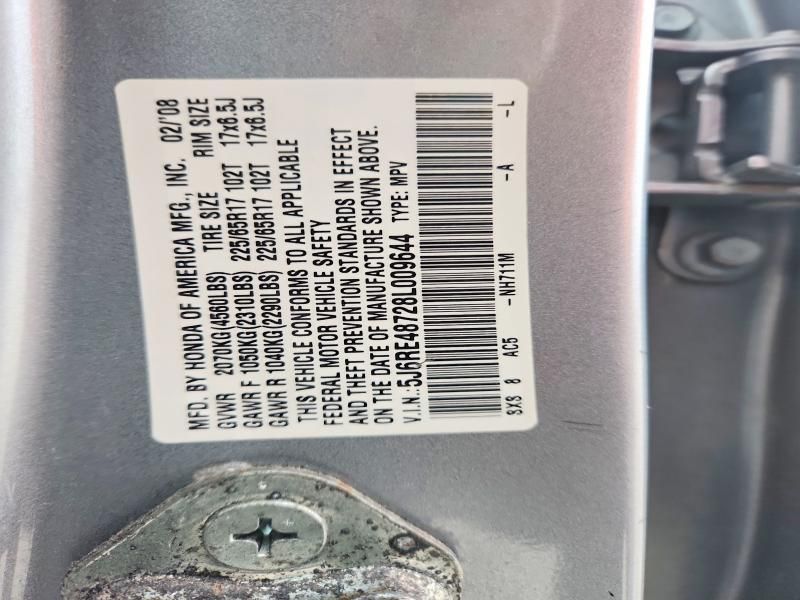 MFD. BY HONDA OF AMERICA MFG., INC. 02/'08
GVWR 2070KG(4560LBS) TIRE SIZE RIM SIZE
GAWR F 1050KG(2310LBS) 225/65R17 102T 17x6.5J
GAWR R 1040KG(2290LBS) 225/65R17 102T 17x6.5J
THIS VEHICLE CONFORMS TO ALL APPLICABLE
FEDERAL MOTOR VEHICLE SAFETY
AND THEFT PREVENTION STANDARDS IN EFFECT
ON THE DATE OF MANUFACTURE SHOWN ABOVE.
V.I.N.:5J6RE48728L009644 TYPE: MPV
SXS 8 AC5 -NH711M -A -L